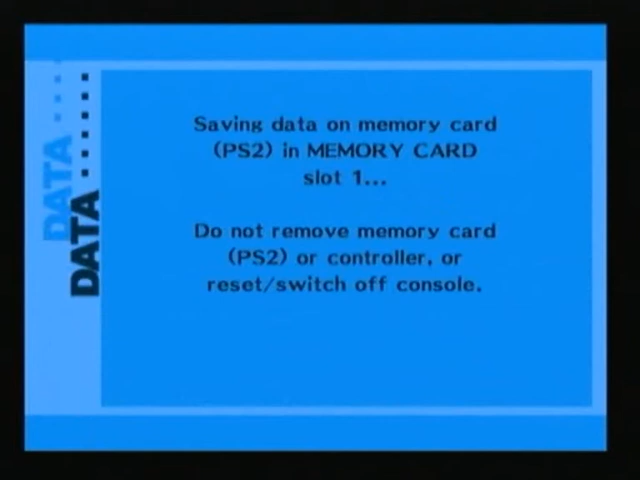 DATA......
DATA......
Saving data on memory card
(PS2) in MEMORY CARD
slot 1...
Do not remove memory card
(PS2) or controller, or
reset/switch off console.